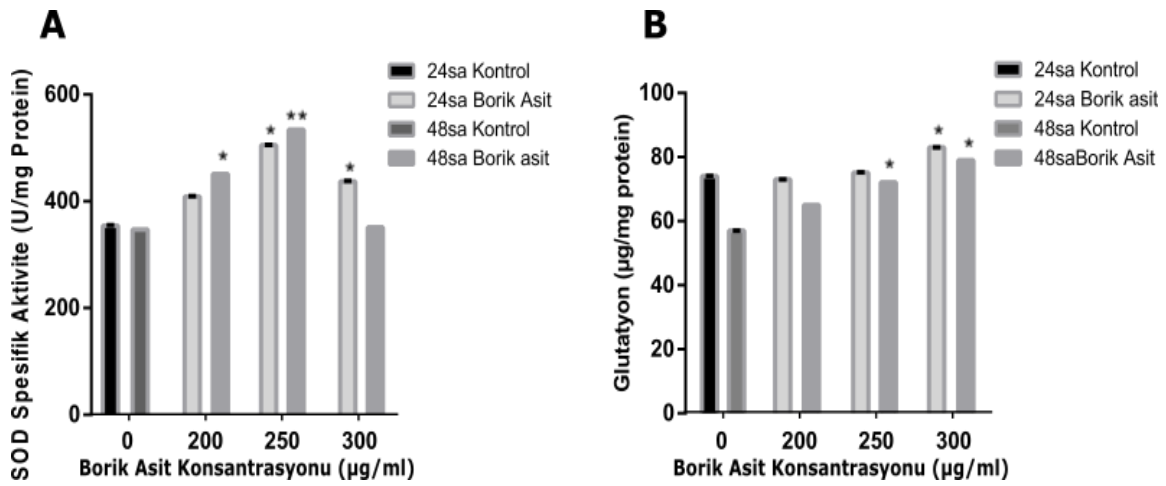 A
SOD Spesifik Aktivite (U/mg Protein)
600
400
200
0
24sa Kontrol
24sa Borik Asit
48sa Kontrol
48sa Borik asit
*
*
**
*
0 200 250 300
Borik Asit Konsantrasyonu (µg/ml)
B
Glutatyon (µg/mg protein)
100
80
60
40
20
0
24sa Kontrol
24sa Borik asit
48sa Kontrol
48saBorik Asit
*
*
*
0 200 250 300
Borik Asit Konsantrasyonu (µg/ml)